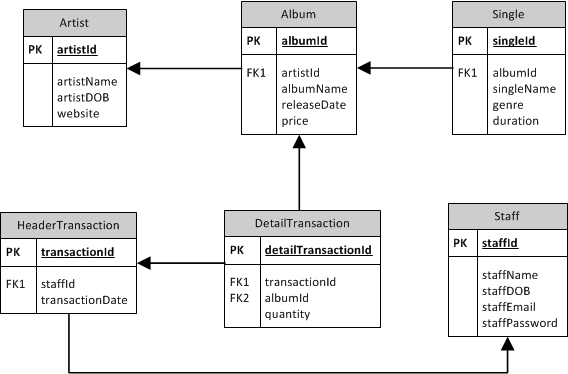 Artist
PK artistId
artistName
artistDOB
website
Album
PK albumId
FK1 artistId
albumName
releaseDate
price
Single
PK singleId
FK1 albumId
singleName
genre
duration
HeaderTransaction
PK transactionId
FK1 staffId
transactionDate
DetailTransaction
PK detailTransactionId
FK1 transactionId
FK2 albumId
quantity
Staff
PK staffId
staffName
staffDOB
staffEmail
staffPassword